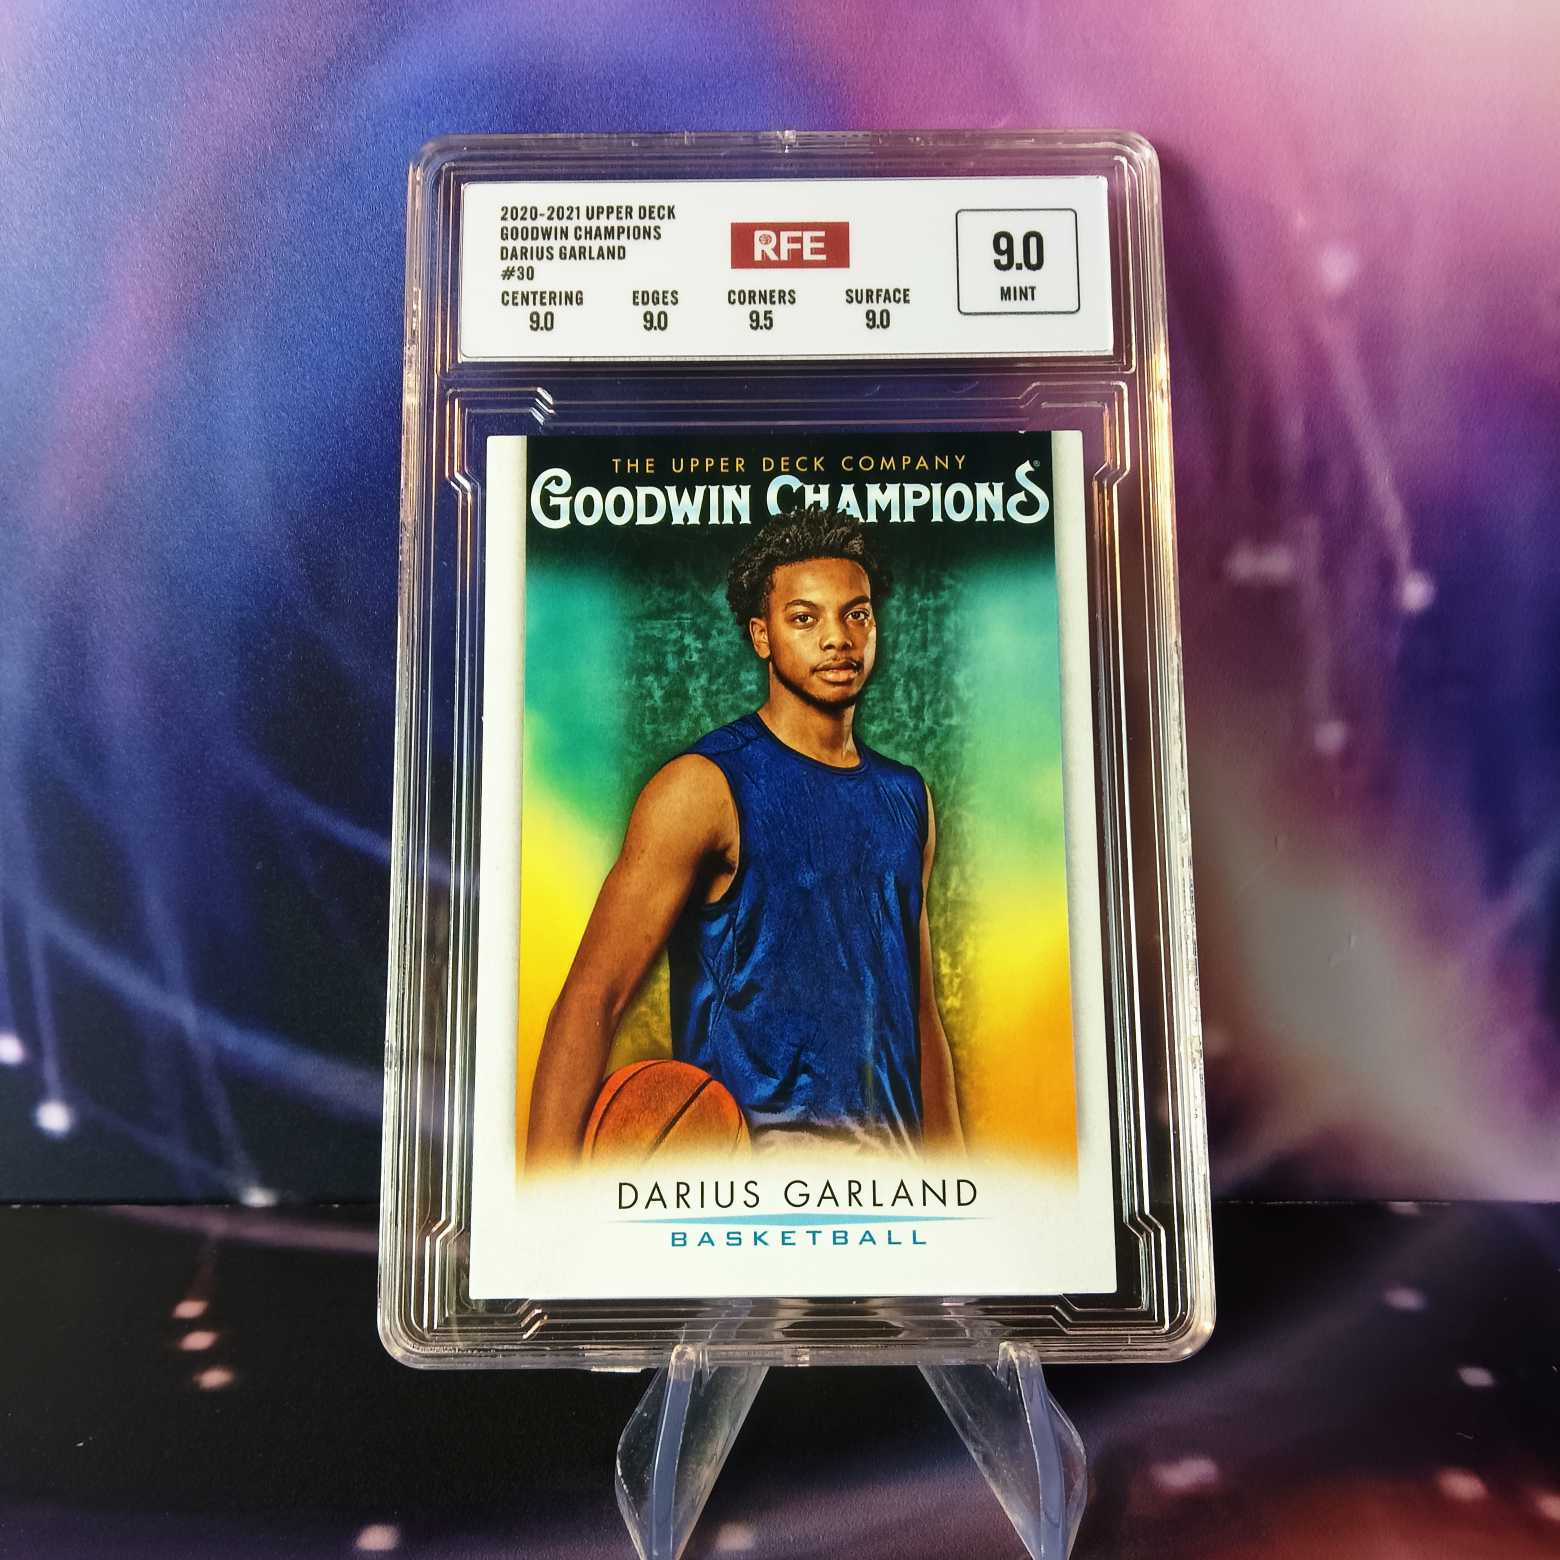 2020-2021 UPPER DECK
GOODWIN CHAMPIONS
DARIUS GARLAND
#30
RFE
9.0
MINT
CENTERING EDGES CORNERS SURFACE
9.0 9.0 9.5 9.0
THE UPPER DECK COMPANY
GOODWIN CHAMPIONS®
DARIUS GARLAND
BASKETBALL